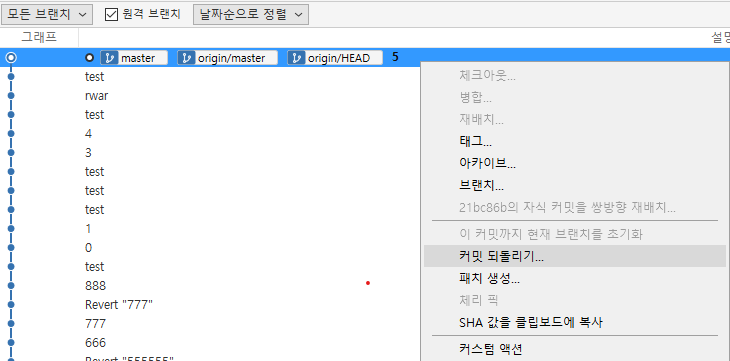 모든 브랜치 원격 브랜치 날짜순으로 정렬
그래프 설명
master origin/master origin/HEAD 5
test
rwar
test
4
3
test
test
test
1
0
test
888
Revert "777"
777
666
Revert "555555"
체크아웃...
병합...
재배치...
태그...
아카이브...
브랜치...
21bc86b의 자식 커밋을 쌍방향 재배치...
이 커밋까지 현재 브랜치를 초기화
커밋 되돌리기...
패치 생성...
체리 픽
SHA 값을 클립보드에 복사
커스텀 액션